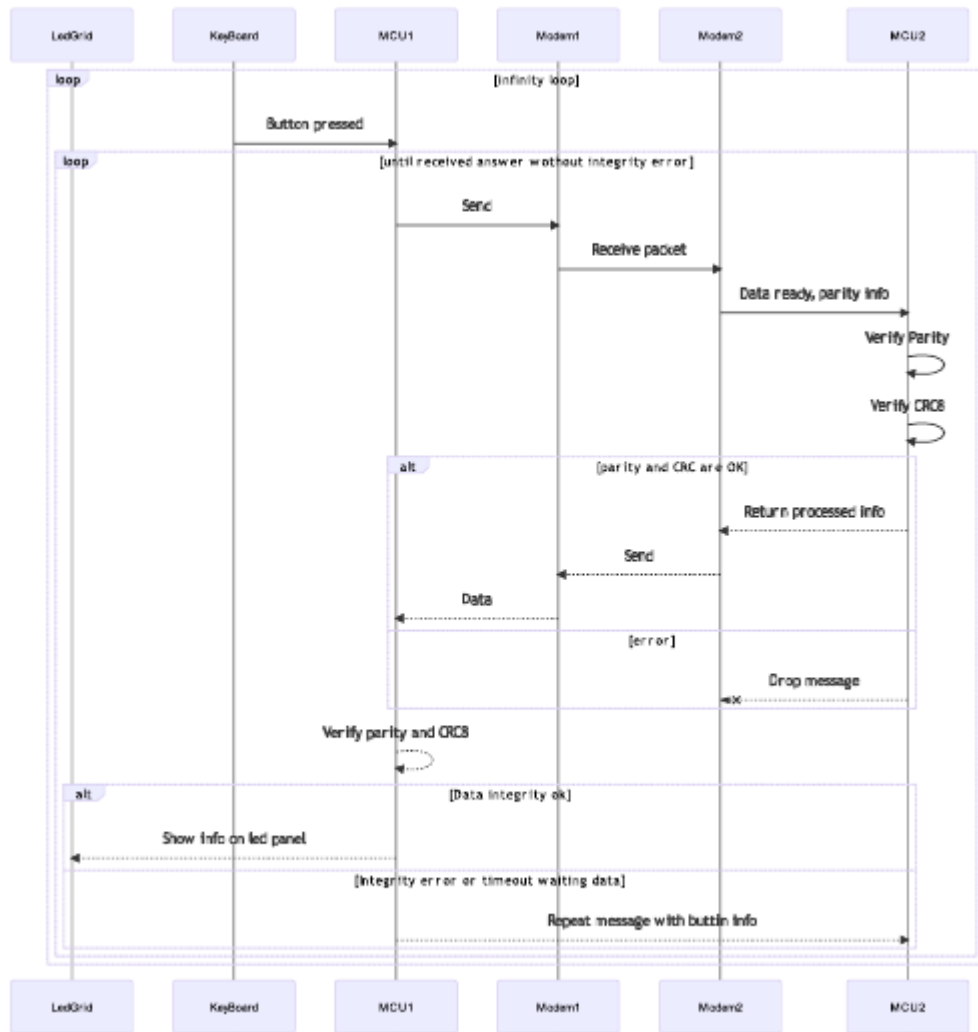 LedGrid KeyBoard MCU1 Modem1 Modem2 MCU2
loop [infinity loop]
Button pressed
loop [until received answer wothout integrity error]
Send
Receive packet
Data ready, parity info
Verify Parity
Verify CRC8
alt [parity and CRC are OK]
Return processed info
Send
Data
[error]
Drop message
Verify parity and CRC8
alt [Data integrity ok]
Show info on led panel
[Integrity error or timeout waiting data]
Repeat message with buttin info
LedGrid KeyBoard MCU1 Modem1 Modem2 MCU2